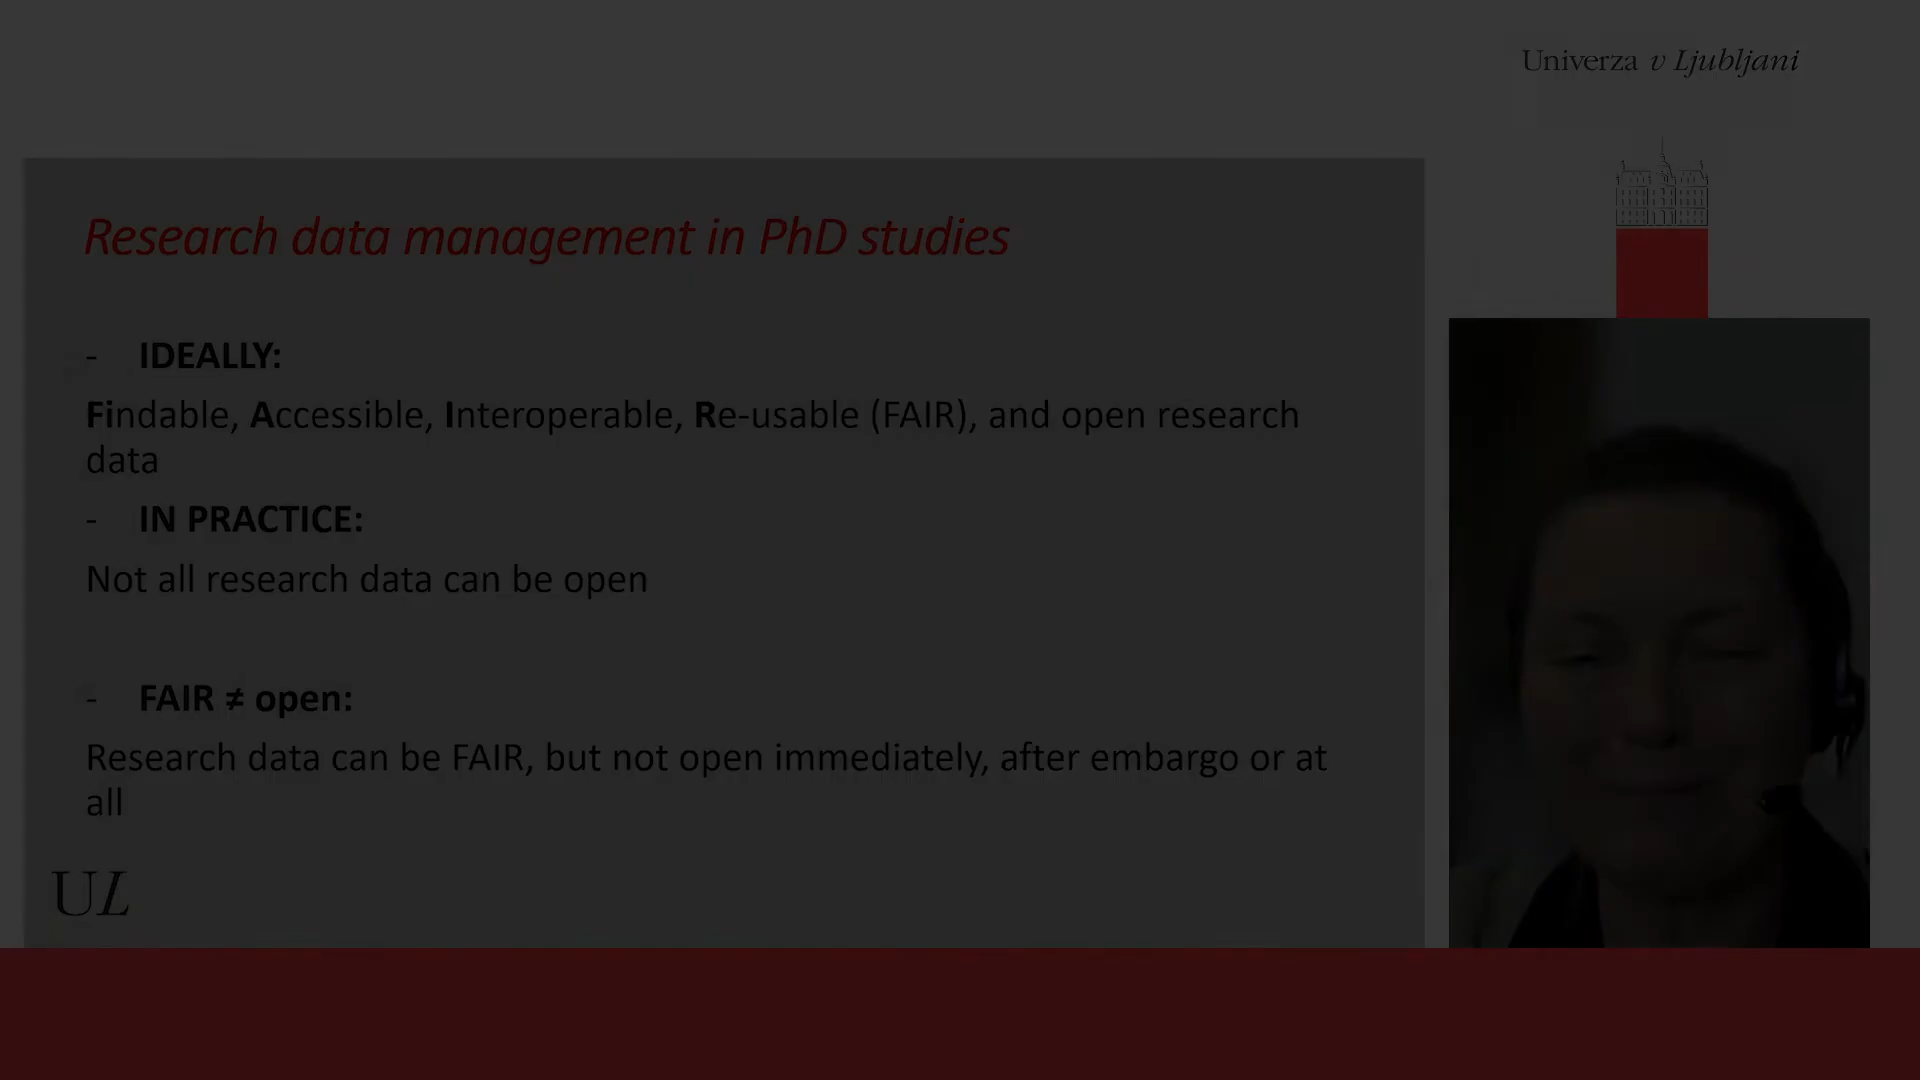 Univerza v Ljubljani
Research data management in PhD studies
- IDEALLY:
Findable, Accessible, Interoperable, Re-usable (FAIR), and open research
data
- IN PRACTICE:
Not all research data can be open
- FAIR ≠ open:
Research data can be FAIR, but not open immediately, after embargo or at
all
UL